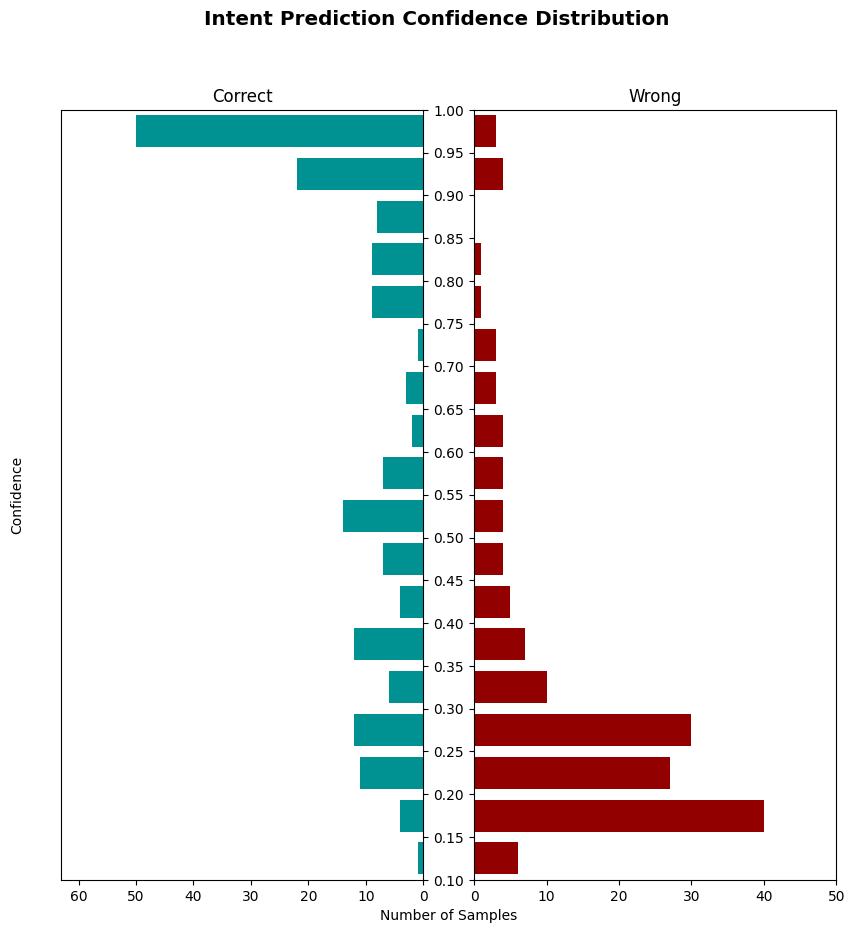 Intent Prediction Confidence Distribution
Correct
Wrong
1.00
0.95
0.90
0.85
0.80
0.75
0.70
0.65
0.60
0.55
0.50
0.45
0.40
0.35
0.30
0.25
0.20
0.15
0.10
Confidence
60 50 40 30 20 10 0
0 10 20 30 40 50
Number of Samples